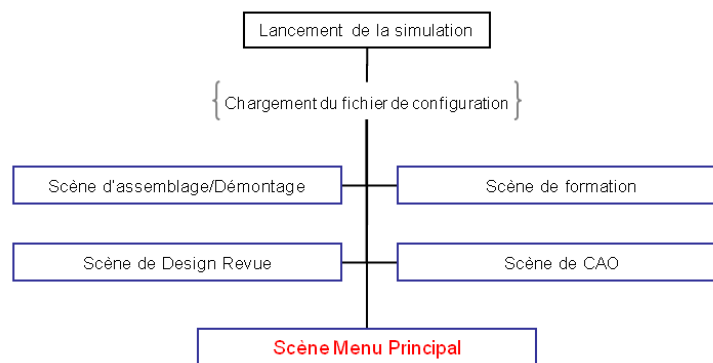 Lancement de la simulation
{Chargement du fichier de configuration}
Scène d'assemblage/Démontage
Scène de formation
Scène de Design Revue
Scène de CAO
Scène Menu Principal